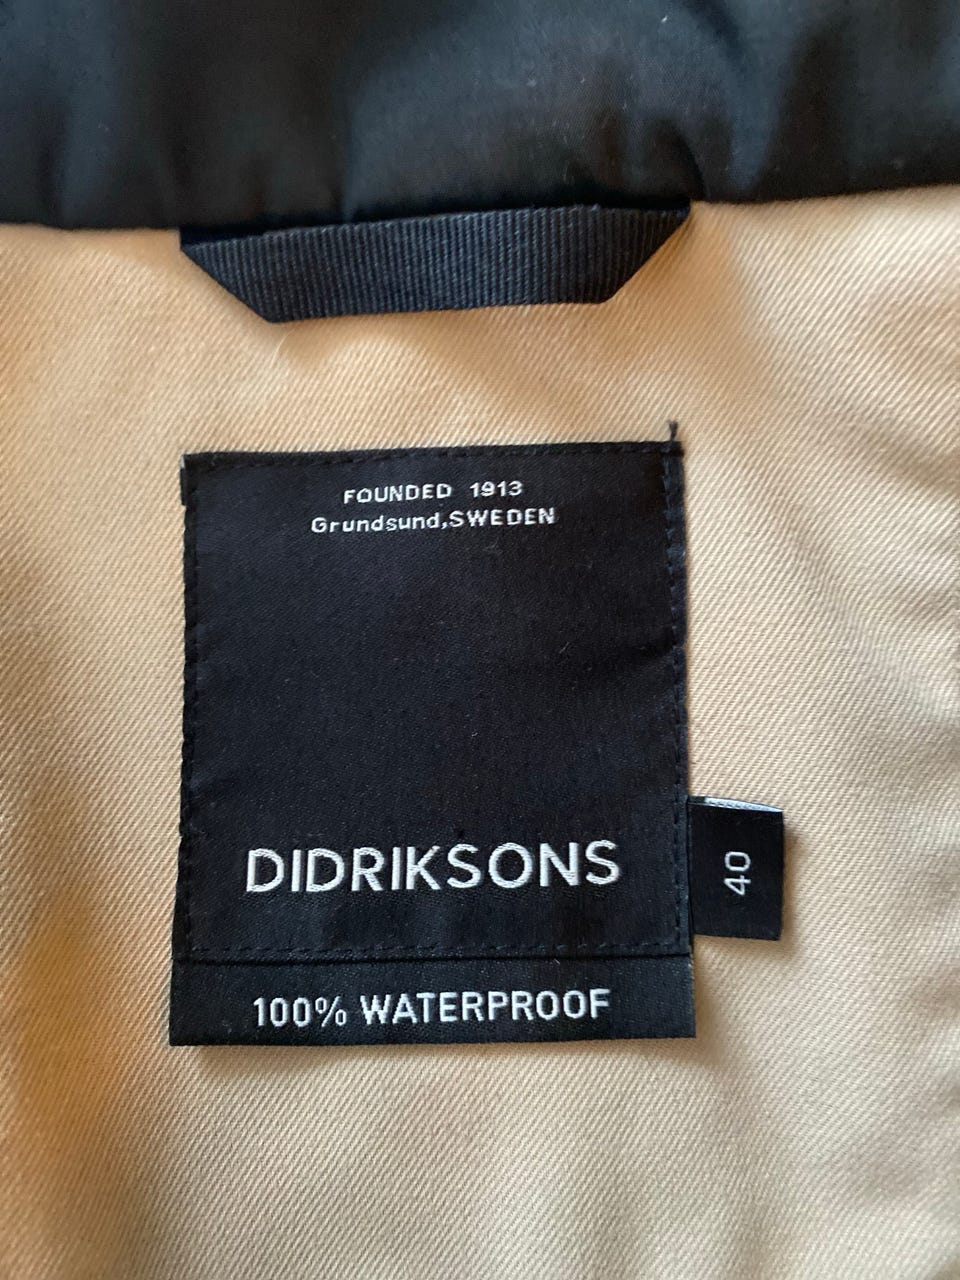 FOUNDED 1913
Grundsund,SWEDEN
DIDRIKSONS
40
100% WATERPROOF